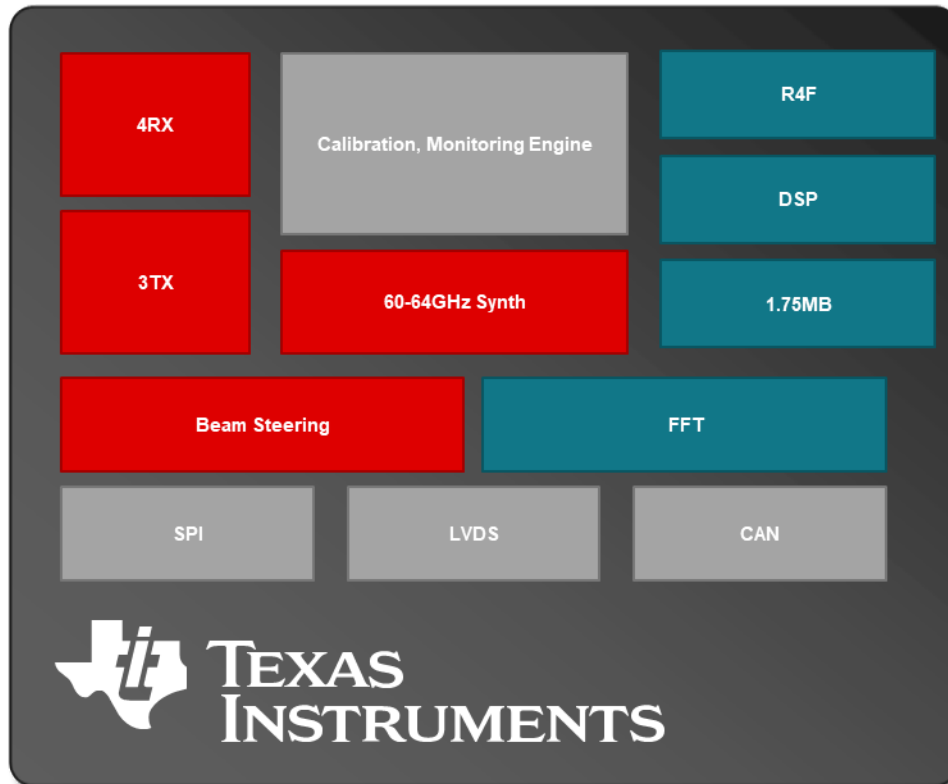 4RX
Calibration, Monitoring Engine
R4F
DSP
3TX
60-64GHz Synth
1.75MB
Beam Steering
FFT
SPI
LVDS
CAN
TEXAS
INSTRUMENTS